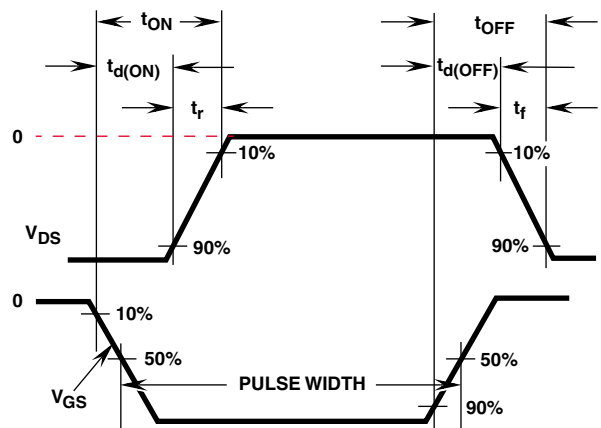 tON
tOFF
td(ON)
td(OFF)
tr
tf
0
10%
10%
VDS
90%
90%
0
10%
50%
50%
VGS
PULSE WIDTH
90%